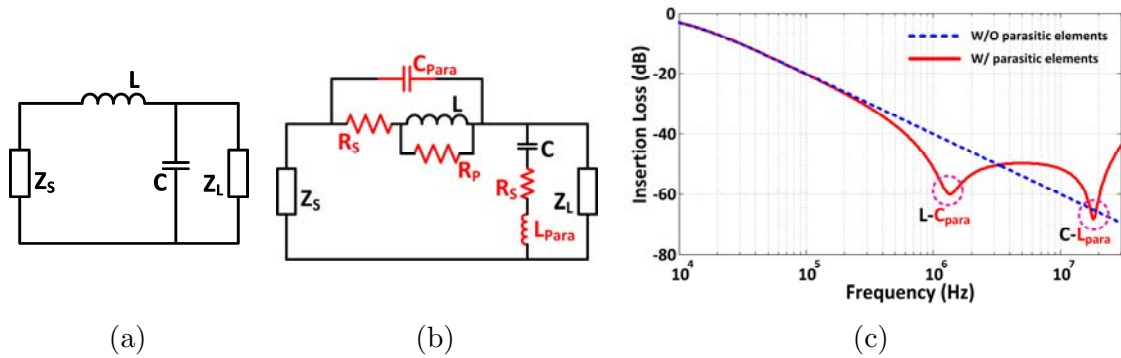 L
Z_S
C
Z_L
(a)
C_Para
L
R_S
R_P
C
R_S
Z_S
Z_L
L_Para
(b)
0
-20
-40
-60
-80
Insertion Loss (dB)
W/O parasitic elements
W/ parasitic elements
L-C_para
C-L_para
10^4
10^5
10^6
10^7
Frequency (Hz)
(c)